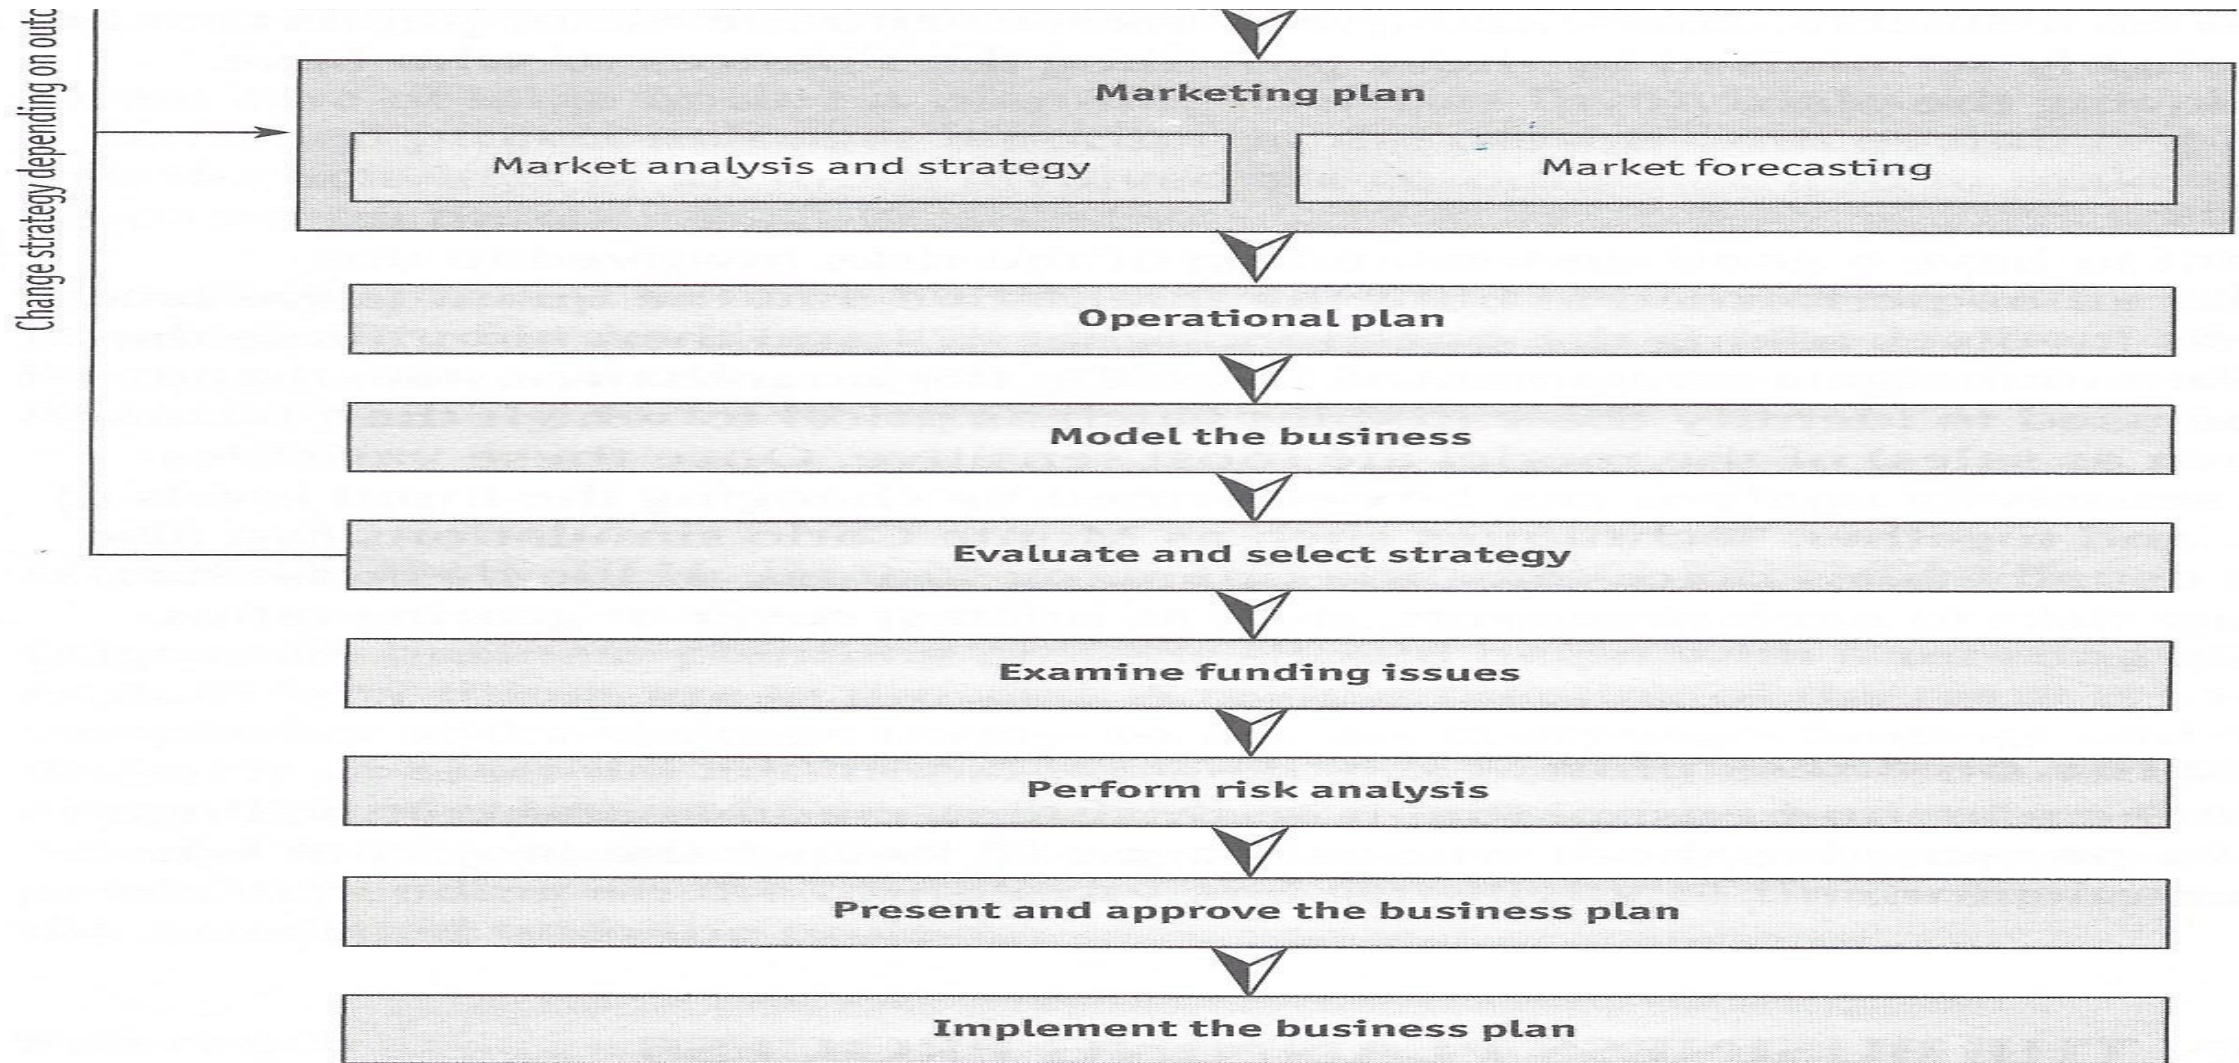 Change strategy depending on
Marketing plan
Market analysis and strategy
Market forecasting
Operational plan
Model the business
Evaluate and select strategy
Examine funding issues
Perform risk analysis
Present and approve the business plan
Implement the business plan